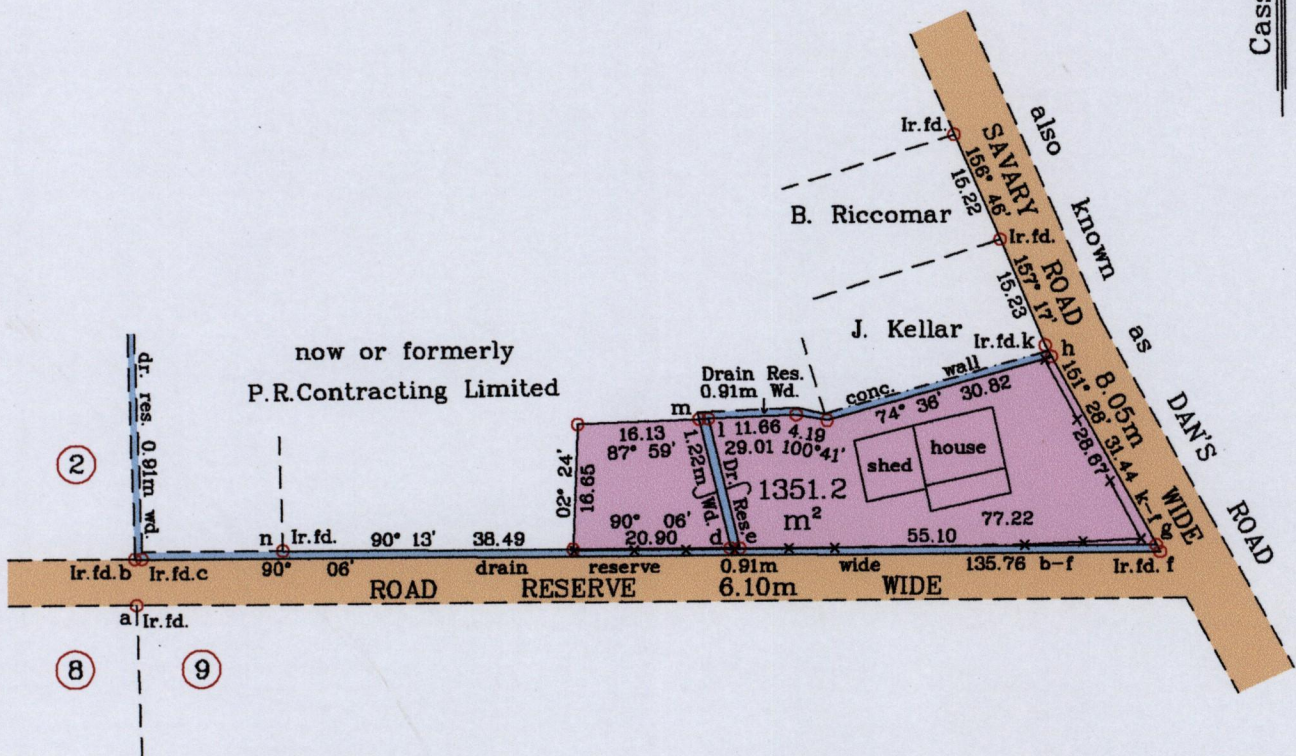 Cass
also
known
as
DAN'S
ROAD
Ir.fd.
SAVARY
156° 46'
15.22
B. Riccomar
Ir.fd.
ROAD
157° 17'
15.23
J. Kellar
Ir.fd.k
h
8.05m
WIDE
151° 26' 31.44 k-f
28.67
g
now or formerly
P.R.Contracting Limited
dr. res. 0.91m wd.
Drain Res.
0.91m Wd.
conc. wall
74° 36' 30.82
m
l
11.66
4.19
16.13
87° 59'
29.01
100°41'
1.22m Wd.
Dr. Res.
shed
house
1351.2
m²
02° 24'
16.65
2
90° 06'
20.90
d
e
77.22
55.10
n
Ir.fd.
90° 13'
38.49
Ir.fd.b
Ir.fd.c
90° 06'
drain reserve 0.91m wide
135.76 b-f
Ir.fd. f
ROAD RESERVE 6.10m WIDE
a
Ir.fd.
8
9